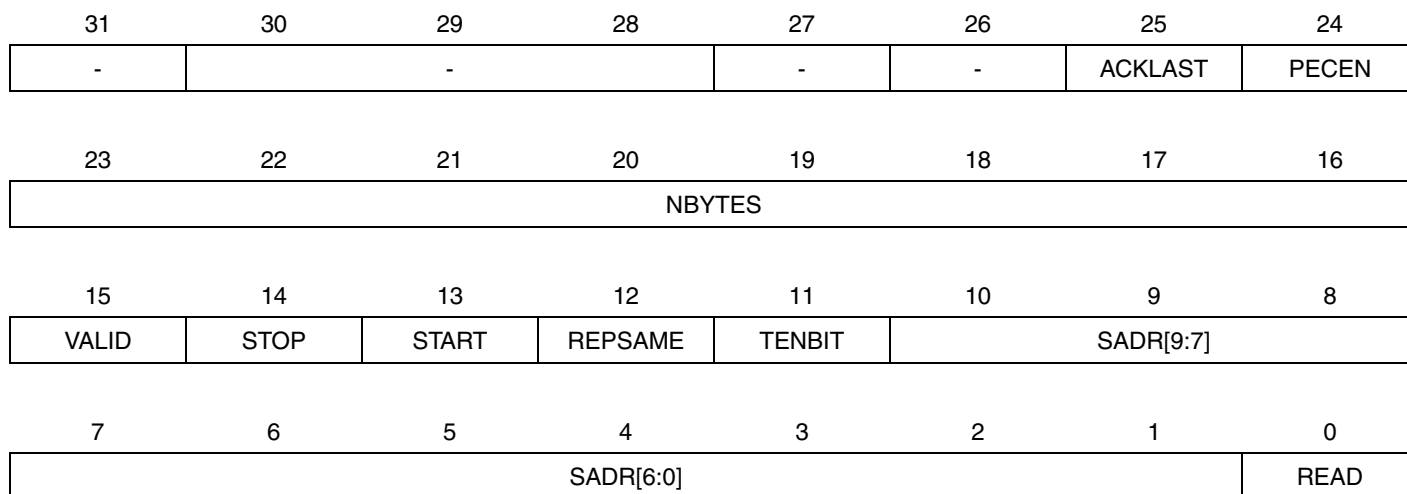 31 30 29 28 27 26 25 24
- - - - ACKLAST PECEN
23 22 21 20 19 18 17 16
NBYTES
15 14 13 12 11 10 9 8
VALID STOP START REPSAME TENBIT SADR[9:7]
7 6 5 4 3 2 1 0
SADR[6:0] READ